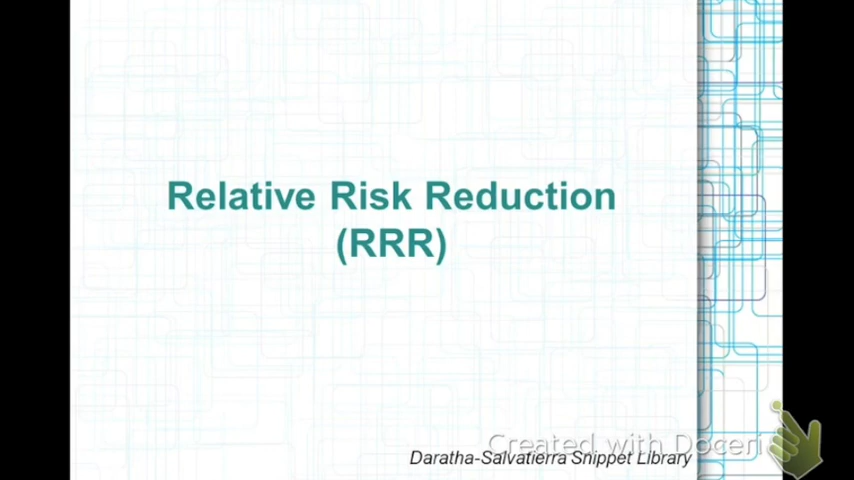 Relative Risk Reduction
(RRR)
Created with Doceri
Daratha-Salvatierra Snippet Library